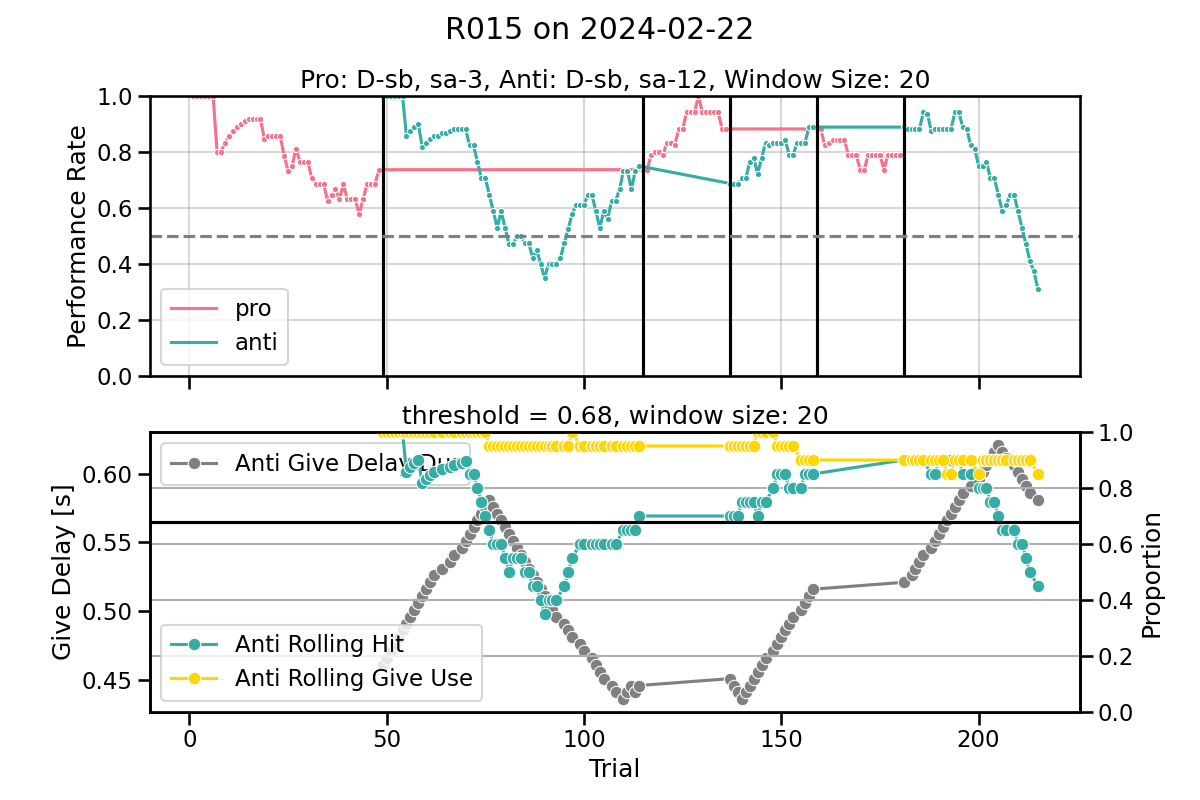 R015 on 2024-02-22
Pro: D-sb, sa-3, Anti: D-sb, sa-12, Window Size: 20
1.0
0.8
0.6
0.4
0.2
0.0
Performance Rate
pro
anti
threshold = 0.68, window size: 20
0.60
0.55
0.50
0.45
Give Delay [s]
Anti Give Delay Dur
Anti Rolling Hit
Anti Rolling Give Use
1.0
0.8
0.6
0.4
0.2
0.0
Proportion
0
50
100
150
200
Trial